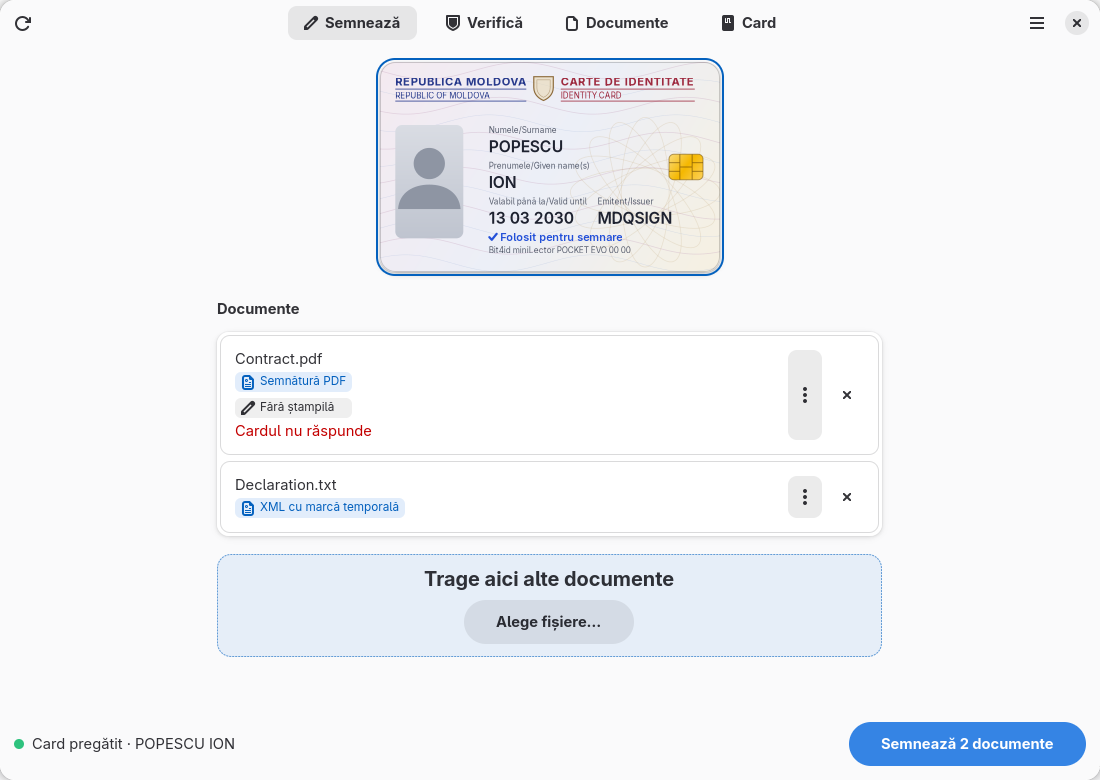 Semnează
Verifică
Documente
Card
REPUBLICA MOLDOVA
REPUBLIC OF MOLDOVA
CARTE DE IDENTITATE
IDENTITY CARD
Numele/Surname
POPESCU
Prenumele/Given name(s)
ION
Valabil până la/Valid until Emitent/Issuer
13 03 2030 MDQSIGN
Folosit pentru semnare
Bit4id miniLector POCKET EVO 00 00
Documente
Contract.pdf
Semnătură PDF
Fără ștampilă
Cardul nu răspunde
Declaration.txt
XML cu marcă temporală
Trage aici alte documente
Alege fișiere...
Card pregătit · POPESCU ION
Semnează 2 documente